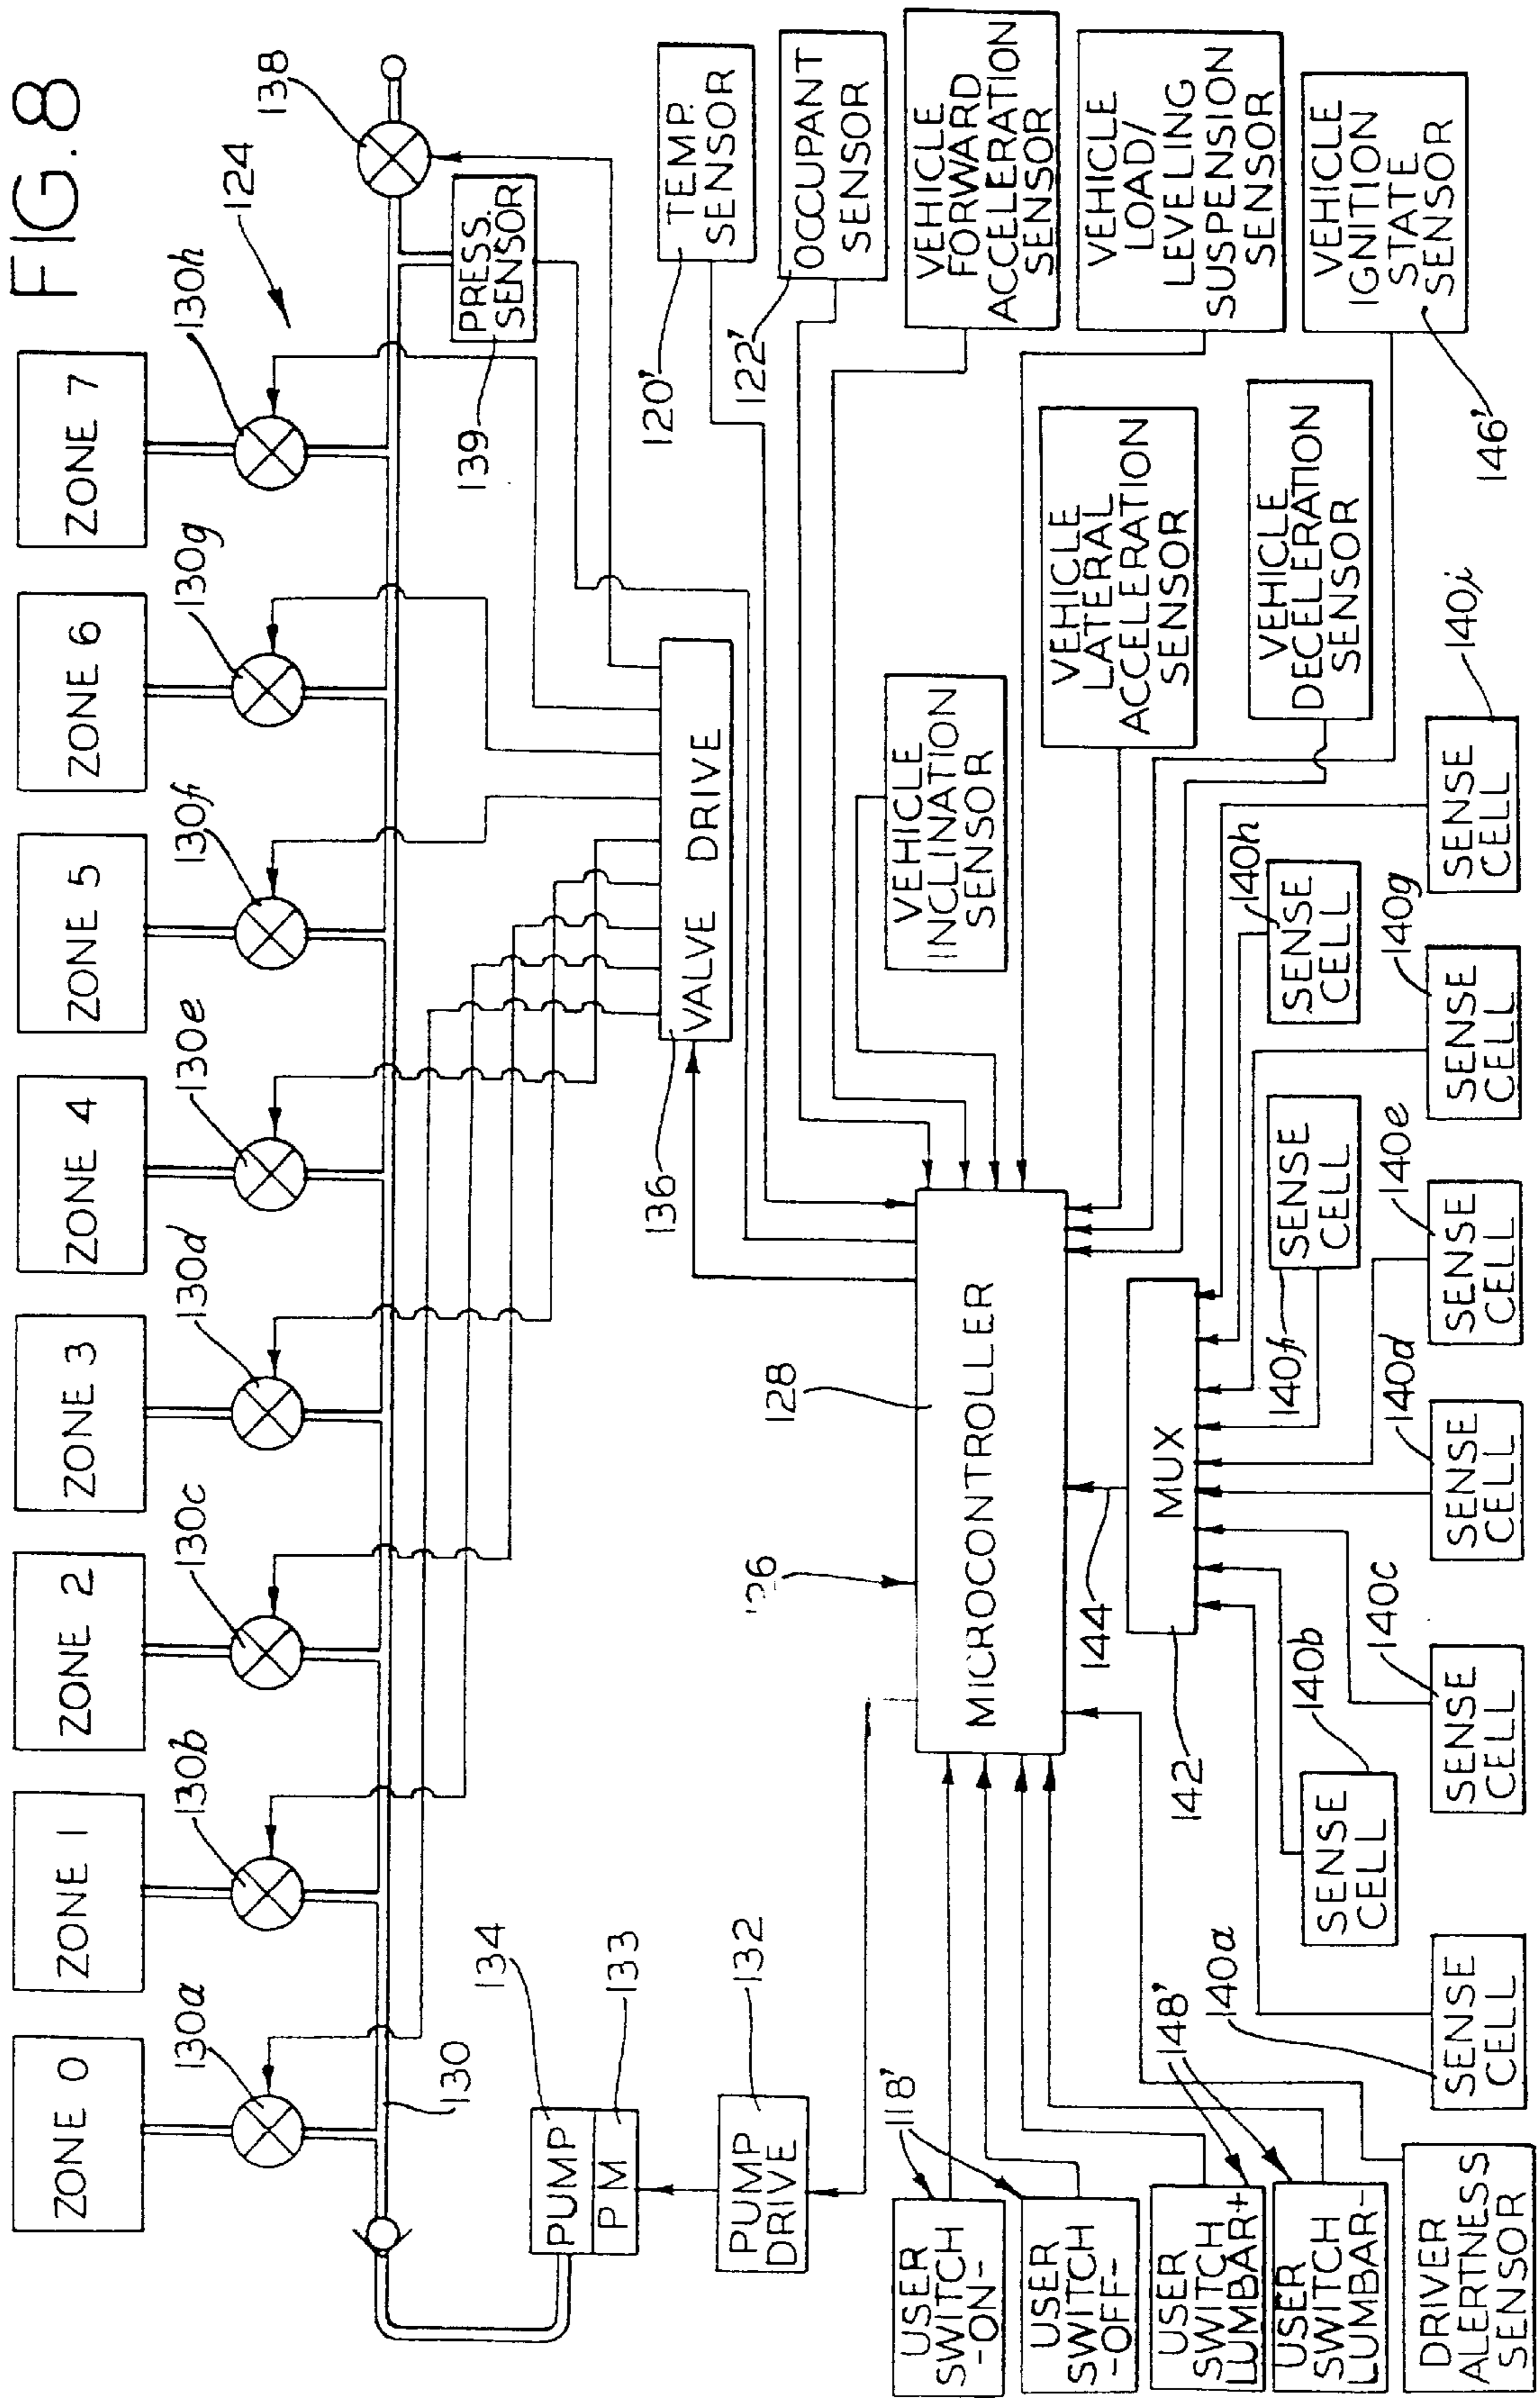 FIG. 8
ZONE 0
ZONE 1
ZONE 2
ZONE 3
ZONE 4
ZONE 5
ZONE 6
ZONE 7
130a
130b
130c
130d
130e
130f
130g
130h
124
138
130
134
PUMP
PM
133
132
PUMP
DRIVE
136
VALVE DRIVE
139
PRESS.
SENSOR
120'
TEMP.
SENSOR
122'
OCCUPANT
SENSOR
VEHICLE
FORWARD
ACCELERATION
SENSOR
VEHICLE
LOAD/
LEVELING
SUSPENSION
SENSOR
VEHICLE
IGNITION
STATE
SENSOR
146'
VEHICLE
INCLINATION
SENSOR
VEHICLE
LATERAL
ACCELERATION
SENSOR
VEHICLE
DECELERATION
SENSOR
126
128
MICROCONTROLLER
144
MUX
142
118'
USER
SWITCH
-ON-
USER
SWITCH
-OFF-
148'
USER
SWITCH
LUMBAR+
USER
SWITCH
LUMBAR-
DRIVER
ALERTNESS
SENSOR
140a
SENSE
CELL
140b
SENSE
CELL
140c
SENSE
CELL
140d
SENSE
CELL
140e
SENSE
CELL
140f
SENSE
CELL
140g
SENSE
CELL
140h
SENSE
CELL
140i
SENSE
CELL